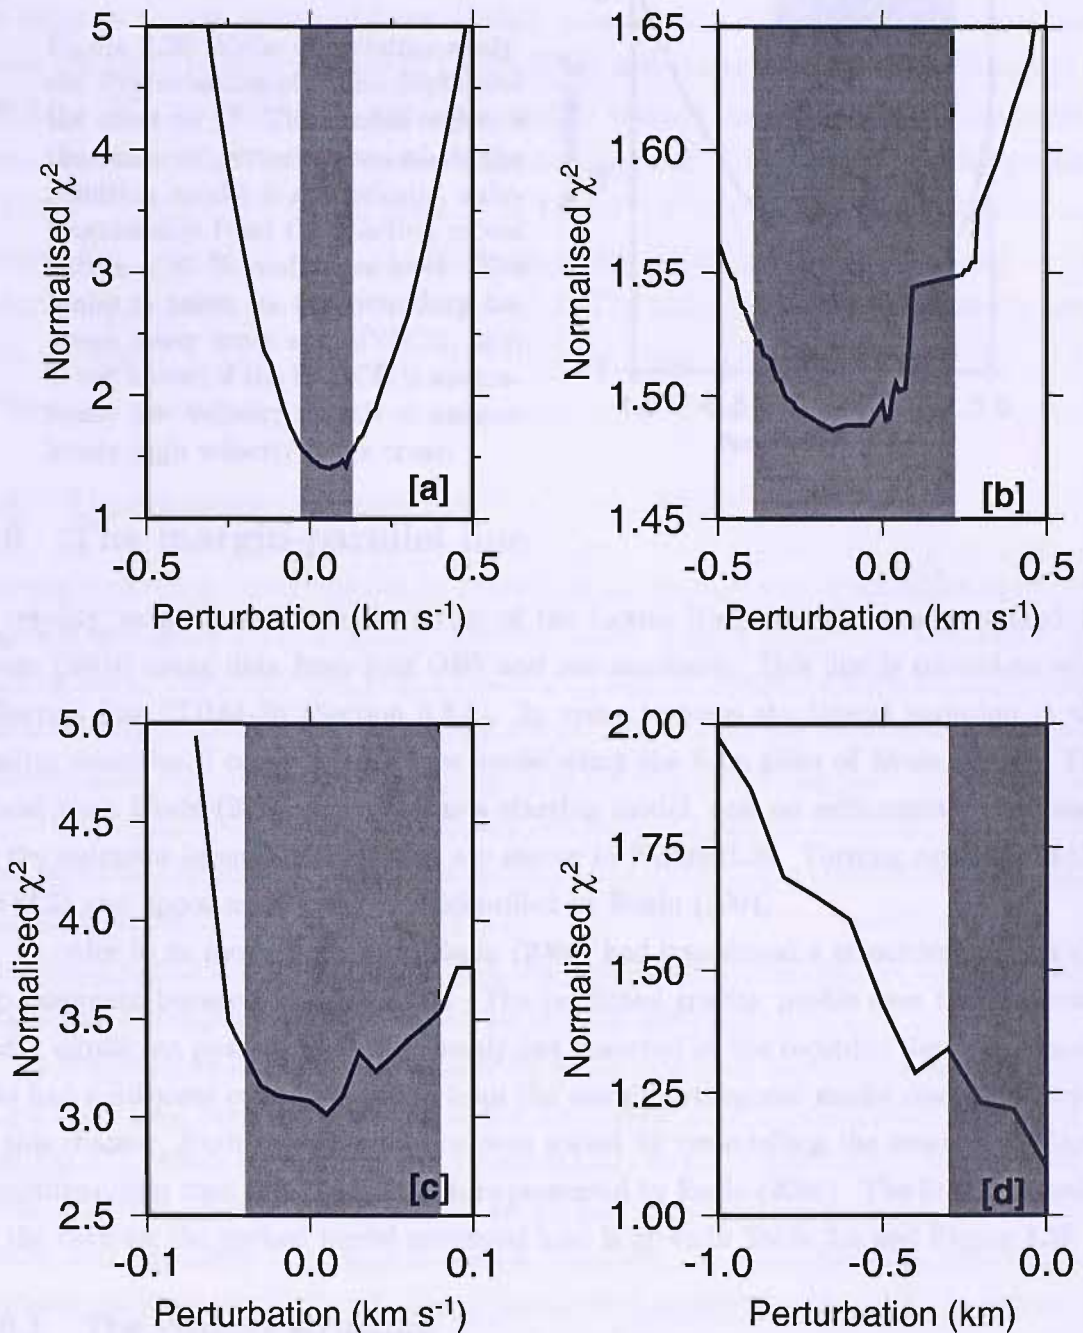 5
4
3
2
1
Normalised χ²
[a]
-0.5 0.0 0.5
Perturbation (km s⁻¹)
1.65
1.60
1.55
1.50
1.45
Normalised χ²
[b]
-0.5 0.0 0.5
Perturbation (km s⁻¹)
5.0
4.5
4.0
3.5
3.0
2.5
Normalised χ²
[c]
-0.1 0.0 0.1
Perturbation (km s⁻¹)
2.00
1.75
1.50
1.25
1.00
Normalised χ²
[d]
-1.0 -0.5 0.0
Perturbation (km)